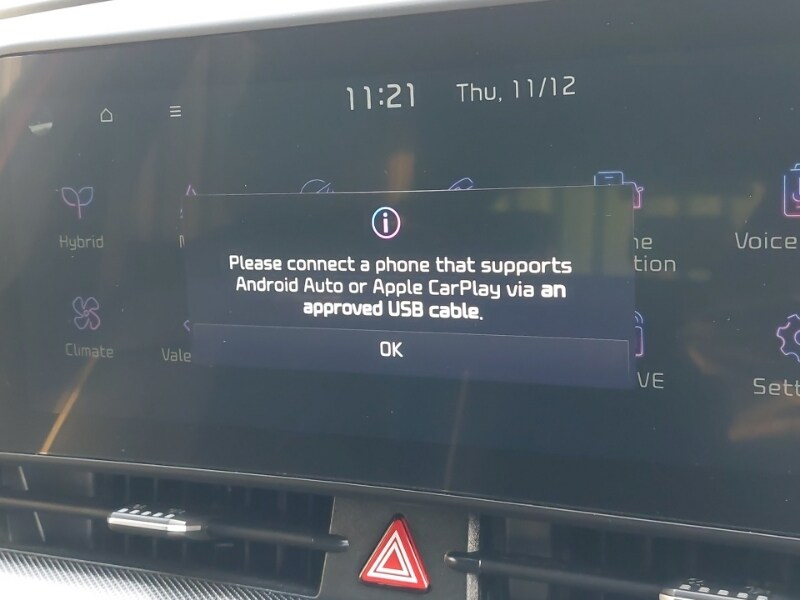 11:21 Thu, 11/12
Hybrid
Voice
Please connect a phone that supports
Android Auto or Apple CarPlay via an
approved USB cable.
OK
Climate